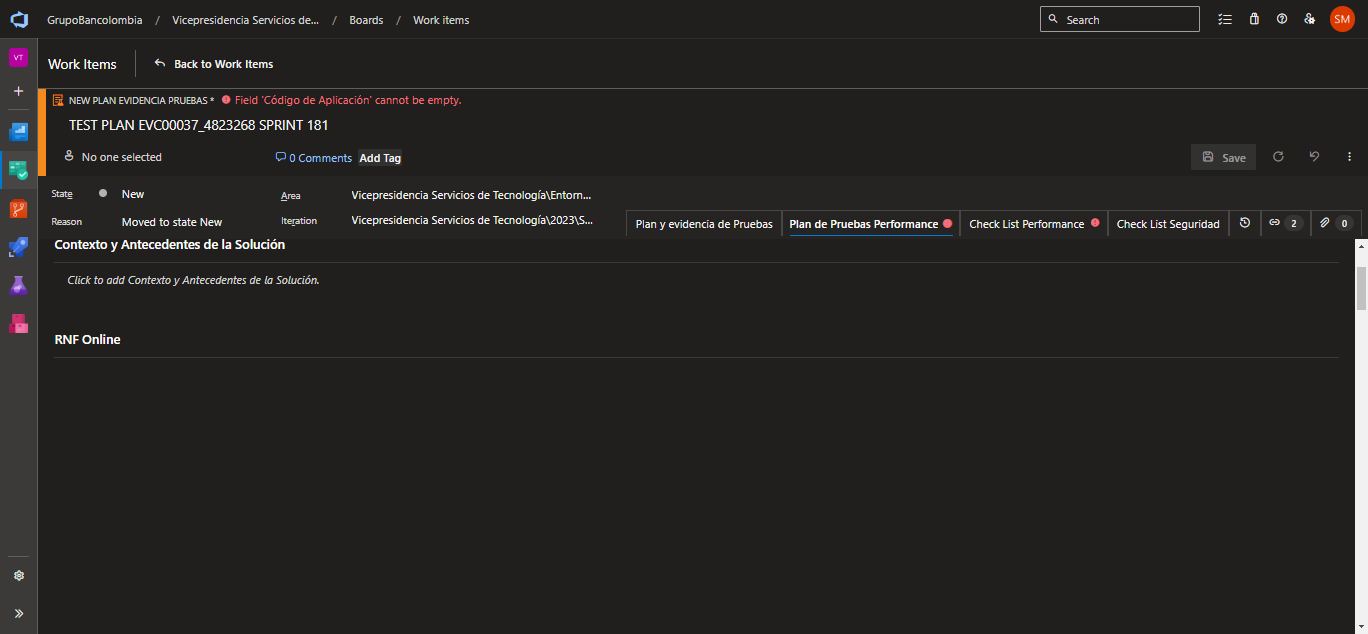 GrupoBancolombia / Vicepresidencia Servicios de... / Boards / Work items
Search
SM
VT
Work Items
Back to Work Items
NEW PLAN EVIDENCIA PRUEBAS * Field 'Código de Aplicación' cannot be empty.
TEST PLAN EVC00037_4823268 SPRINT 181
No one selected
0 Comments
Add Tag
Save
State
New
Area
Vicepresidencia Servicios de Tecnología\Entorn...
Reason
Moved to state New
Iteration
Vicepresidencia Servicios de Tecnología\2023\S...
Plan y evidencia de Pruebas
Plan de Pruebas Performance
Check List Performance
Check List Seguridad
2
0
Contexto y Antecedentes de la Solución
Click to add Contexto y Antecedentes de la Solución.
RNF Online